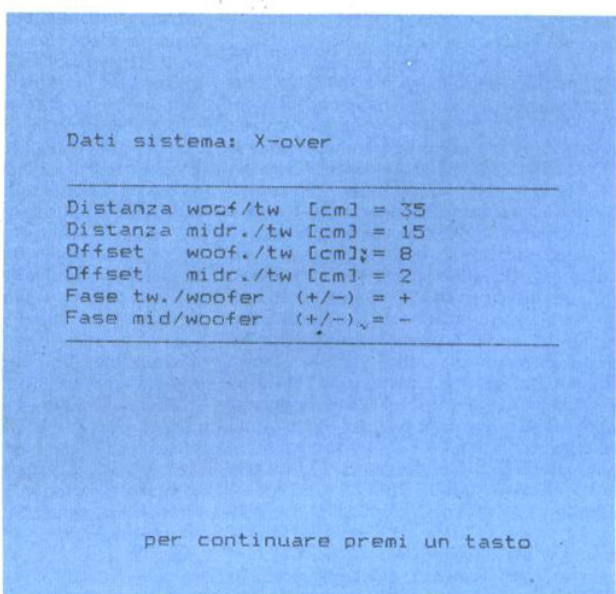 Dati sistema: X-over
Distanza woof/tw [cm] = 35
Distanza midr./tw [cm] = 15
Offset woof./tw [cm] = 8
Offset midr./tw [cm] = 2
Fase tw./woofer (+/-) = +
Fase mid/woofer (+/-) = -
per continuare premi un tasto